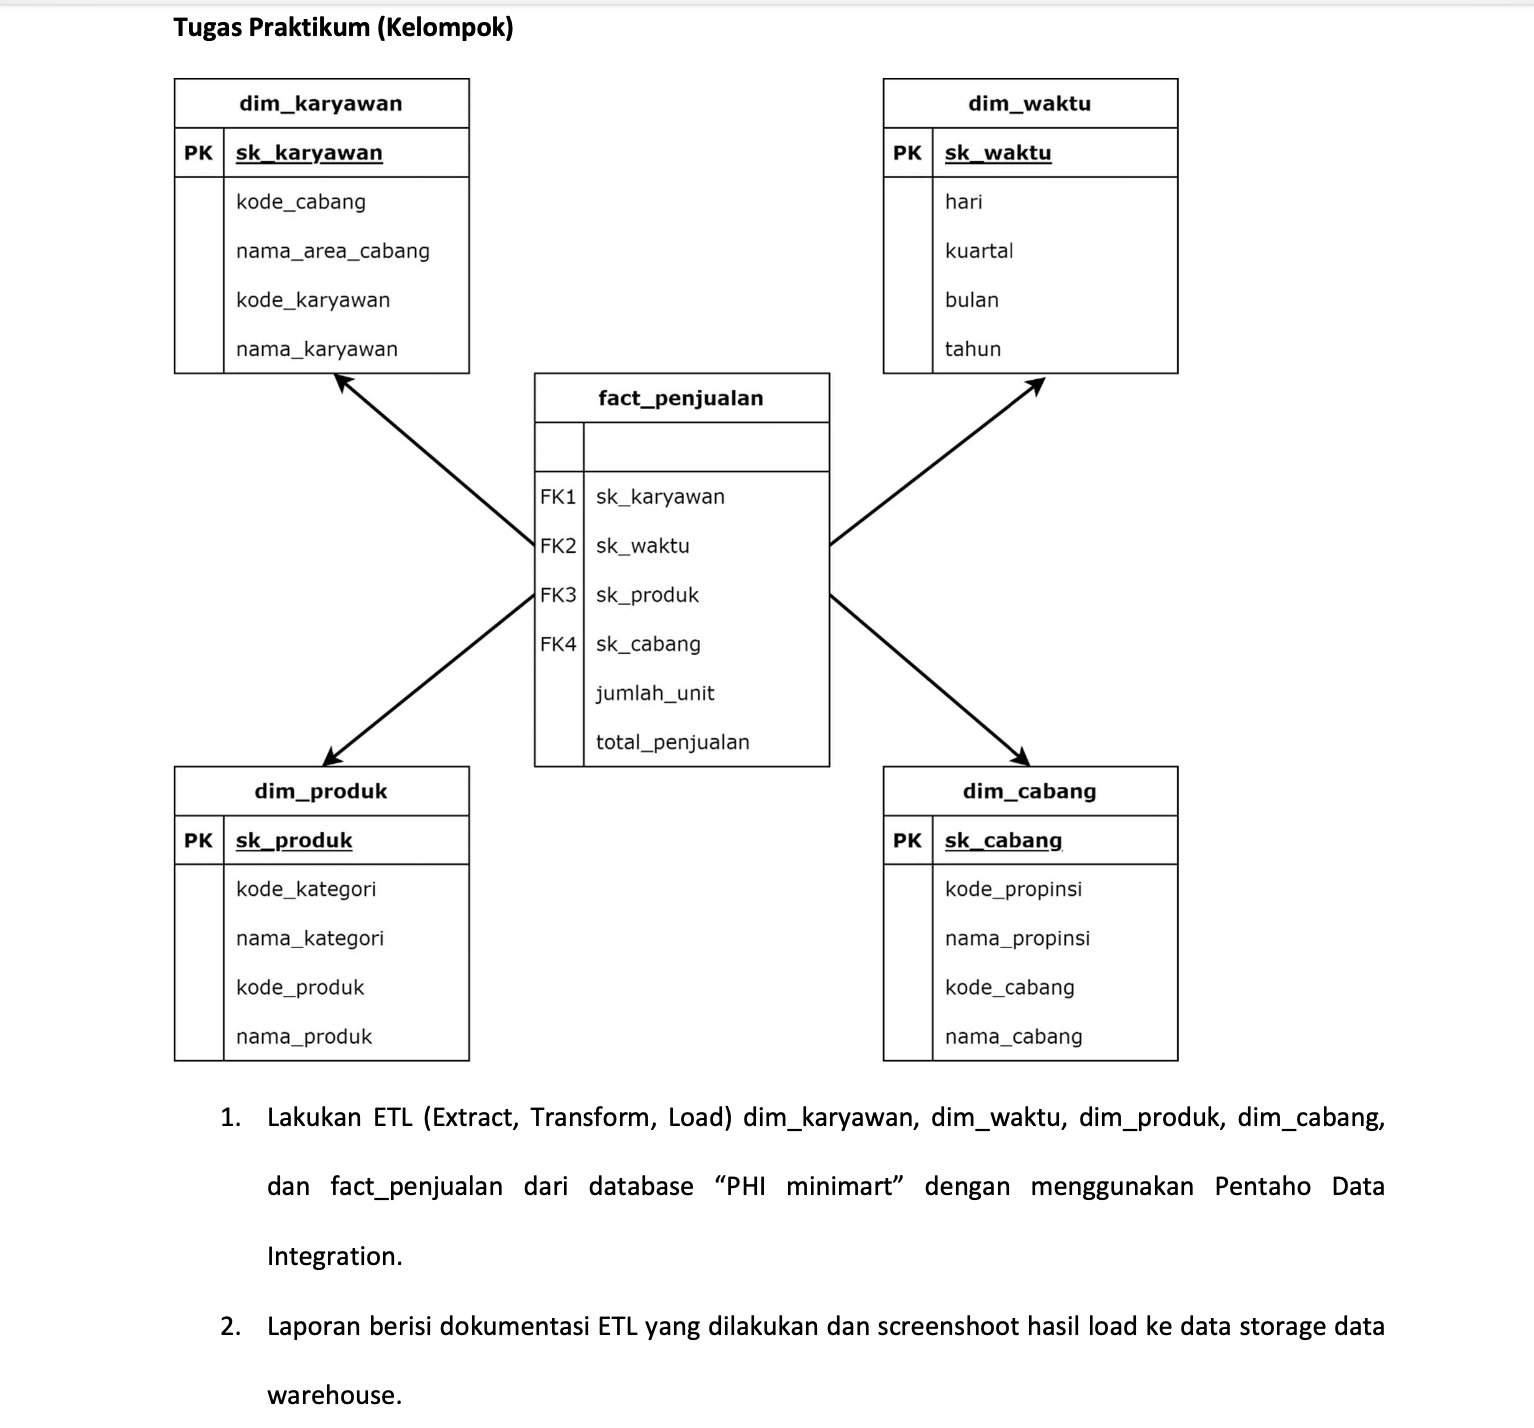 Tugas Praktikum (Kelompok)
dim_karyawan
PK sk_karyawan
kode_cabang
nama_area_cabang
kode_karyawan
nama_karyawan
dim_waktu
PK sk_waktu
hari
kuartal
bulan
tahun
fact_penjualan
FK1 sk_karyawan
FK2 sk_waktu
FK3 sk_produk
FK4 sk_cabang
jumlah_unit
total_penjualan
dim_produk
PK sk_produk
kode_kategori
nama_kategori
kode_produk
nama_produk
dim_cabang
PK sk_cabang
kode_propinsi
nama_propinsi
kode_cabang
nama_cabang
1. Lakukan ETL (Extract, Transform, Load) dim_karyawan, dim_waktu, dim_produk, dim_cabang,
dan fact_penjualan dari database “PHI minimart” dengan menggunakan Pentaho Data
Integration.
2. Laporan berisi dokumentasi ETL yang dilakukan dan screenshoot hasil load ke data storage data
warehouse.